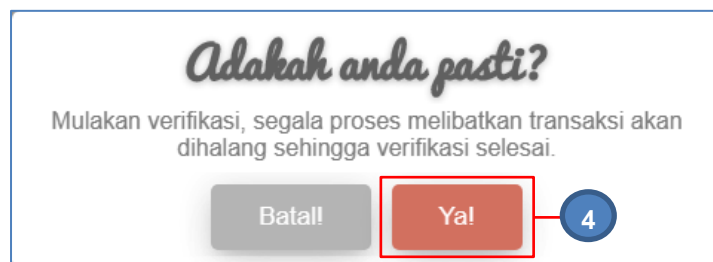 Adakah anda pasti?
Mulakan verifikasi, segala proses melibatkan transaksi akan
dihalang sehingga verifikasi selesai.
Batal! Ya! 4